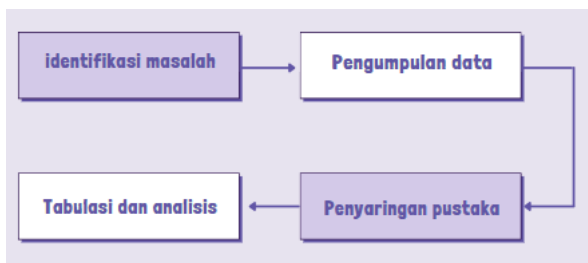 identifikasi masalah
Pengumpulan data
Penyaringan pustaka
Tabulasi dan analisis